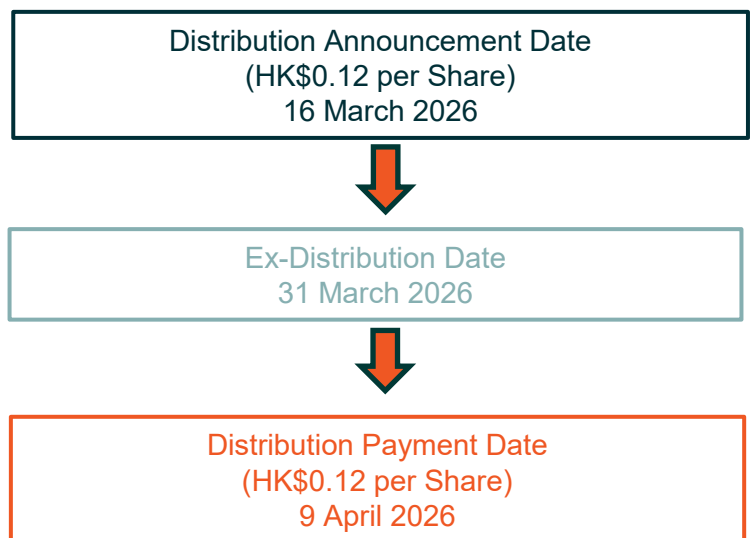 Distribution Announcement Date
(HK$0.12 per Share)
16 March 2026
Ex-Distribution Date
31 March 2026
Distribution Payment Date
(HK$0.12 per Share)
9 April 2026